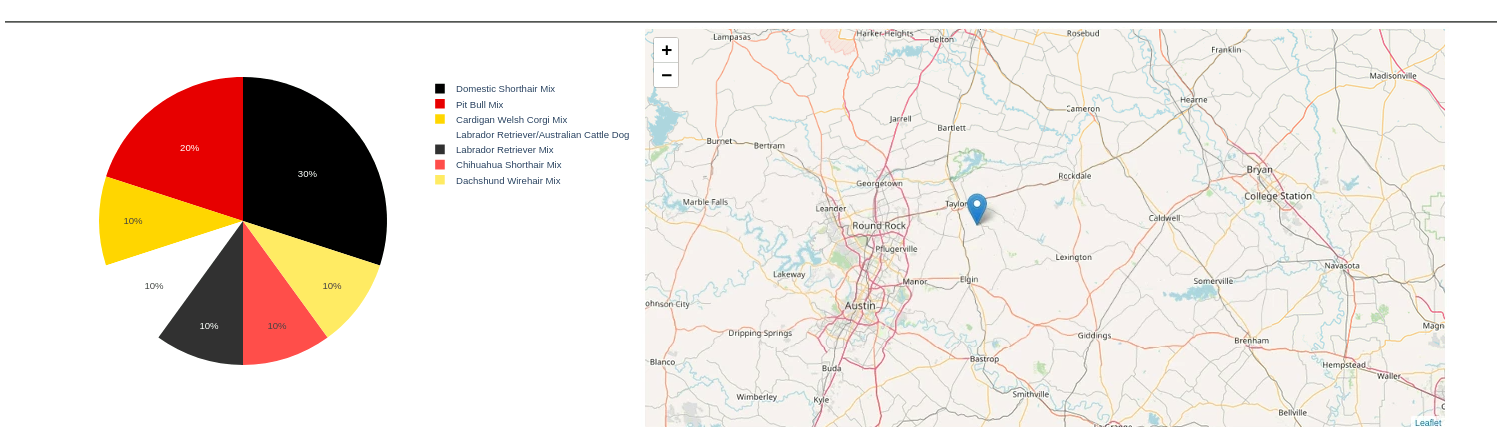 30%
20%
10%
10%
10%
10%
10%
Domestic Shorthair Mix
Pit Bull Mix
Cardigan Welsh Corgi Mix
Labrador Retriever/Australian Cattle Dog
Labrador Retriever Mix
Chihuahua Shorthair Mix
Dachshund Wirehair Mix
+
−
Lampasas
Harker Heights
Belton
Rosebud
Franklin
Madisonville
Cameron
Hearne
Jarrell
Bartlett
Burnet
Bertram
Rockdale
Bryan
Georgetown
College Station
Marble Falls
Leander
Taylor
Caldwell
Round Rock
Pflugerville
Lexington
Navasota
Lakeway
Manor
Elgin
Somerville
ohnson City
Austin
Magn
Dripping Springs
Giddings
Brenham
Blanco
Bastrop
Hempstead
Buda
Waller
Wimberley
Kyle
Smithville
Bellville
La Grange
Leaflet